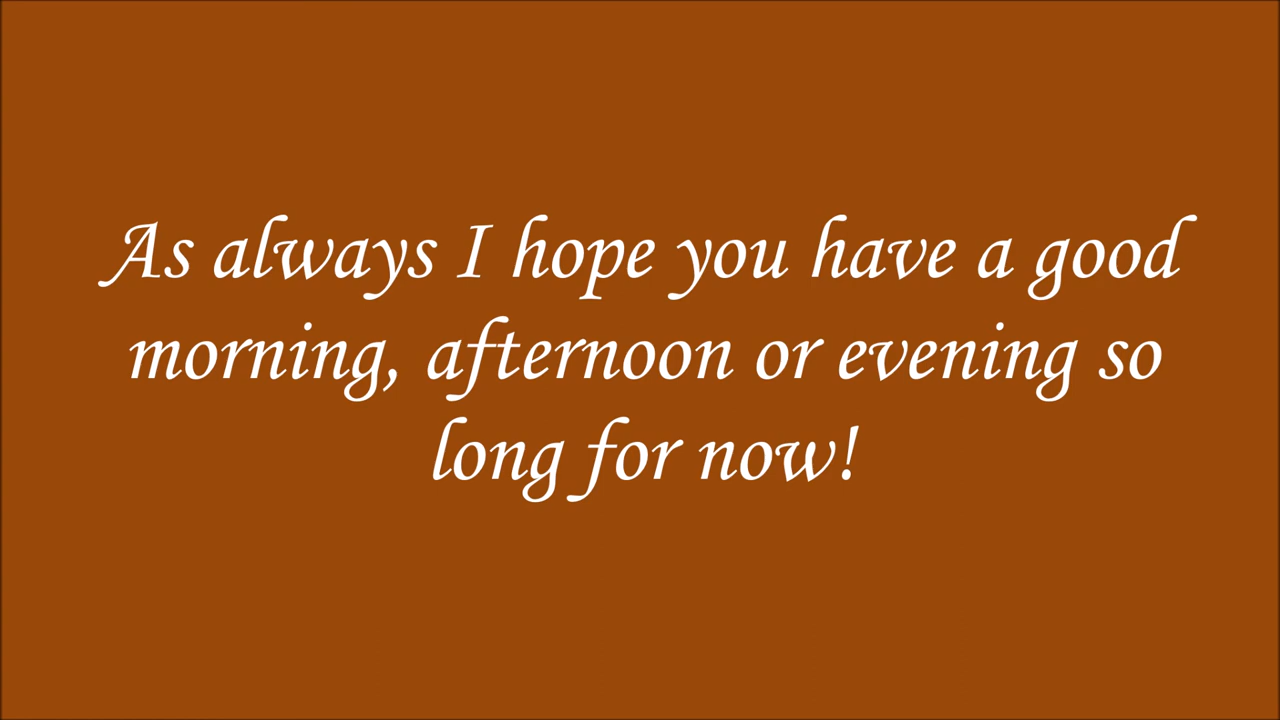 As always I hope you have a good
morning, afternoon or evening so
long for now!